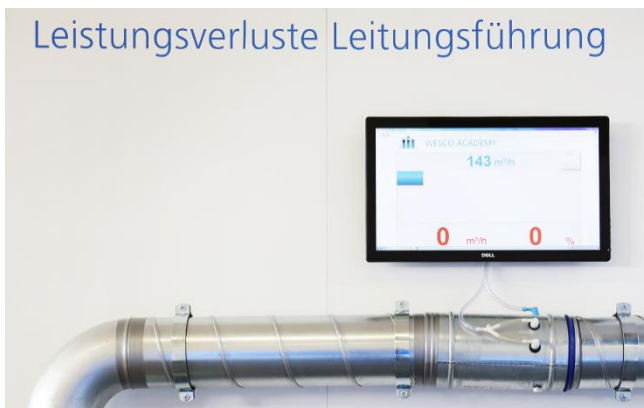 Leistungsverluste Leitungsführung
WESCO ACADEMY
143 m³/h
0 m³/h 0 %
DELL